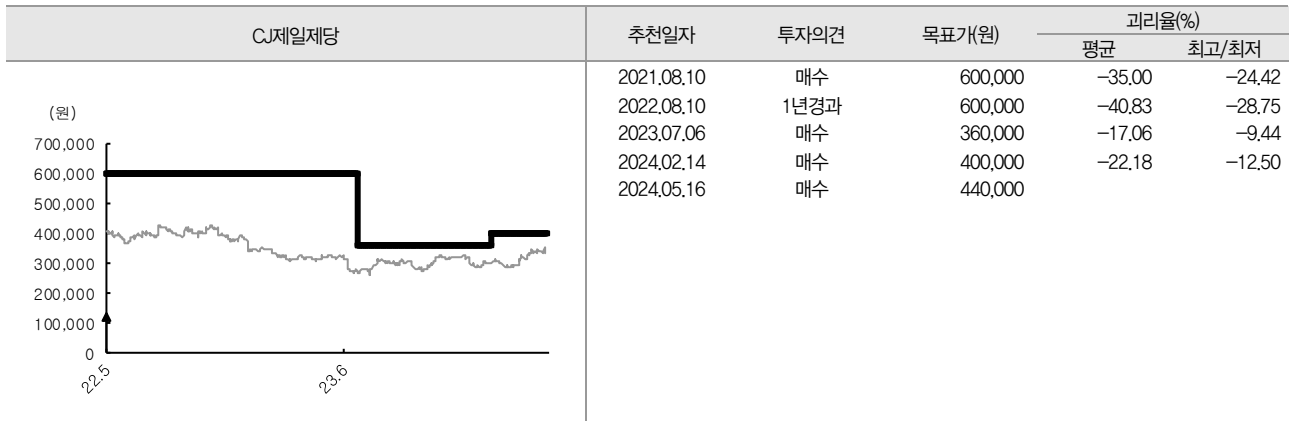 CJ제일제당
추천일자 투자의견 목표가(원) 괴리율(%)
평균 최고/최저
2021.08.10 매수 600,000 -35.00 -24.42
2022.08.10 1년경과 600,000 -40.83 -28.75
2023.07.06 매수 360,000 -17.06 -9.44
2024.02.14 매수 400,000 -22.18 -12.50
2024.05.16 매수 440,000
(원)
700,000
600,000
500,000
400,000
300,000
200,000
100,000
0
22.5 23.6